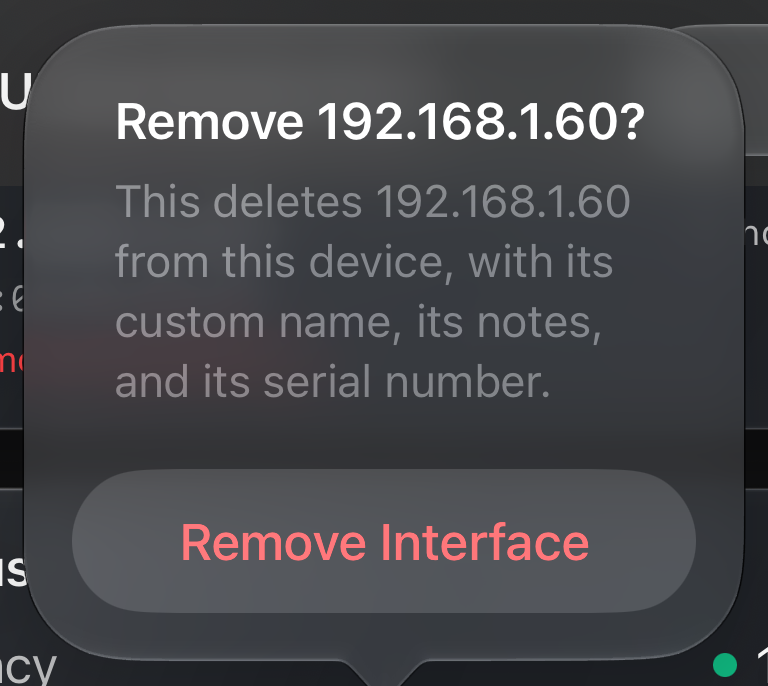 Remove 192.168.1.60?
This deletes 192.168.1.60
from this device, with its
custom name, its notes,
and its serial number.
Remove Interface